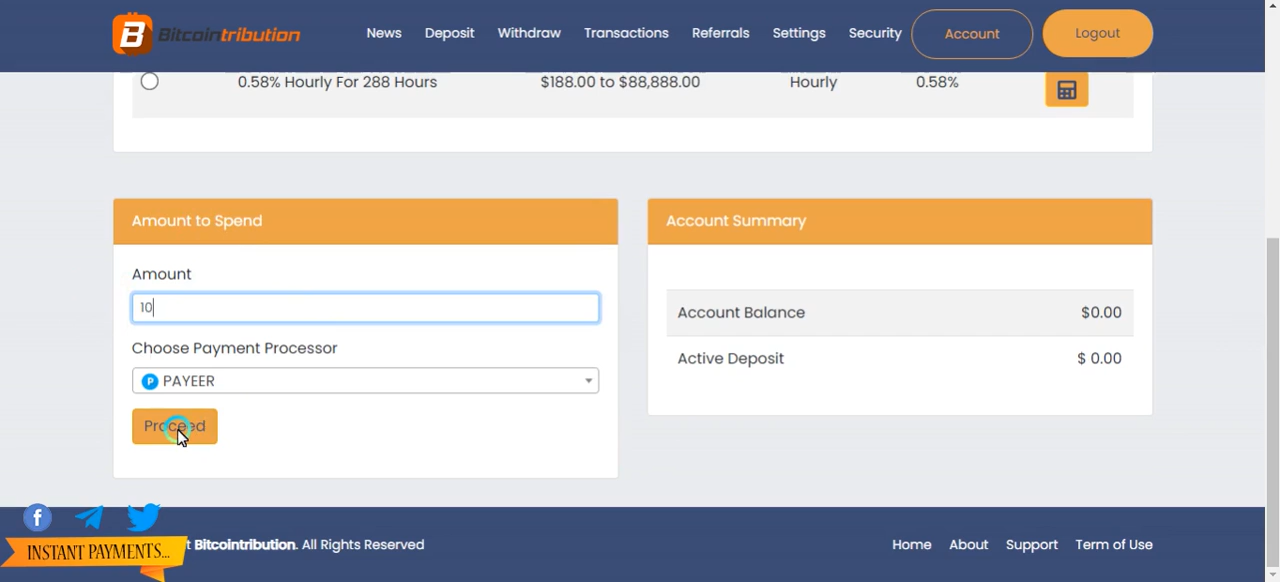 Bitcointribution News Deposit Withdraw Transactions Referrals Settings Security Account Logout
0.58% Hourly For 288 Hours $188.00 to $88,888.00 Hourly 0.58%
Amount to Spend
Amount
10
Choose Payment Processor
PAYEER
Proceed
Account Summary
Account Balance $0.00
Active Deposit $ 0.00
INSTANT PAYMENTS...
Bitcointribution. All Rights Reserved
Home About Support Term of Use